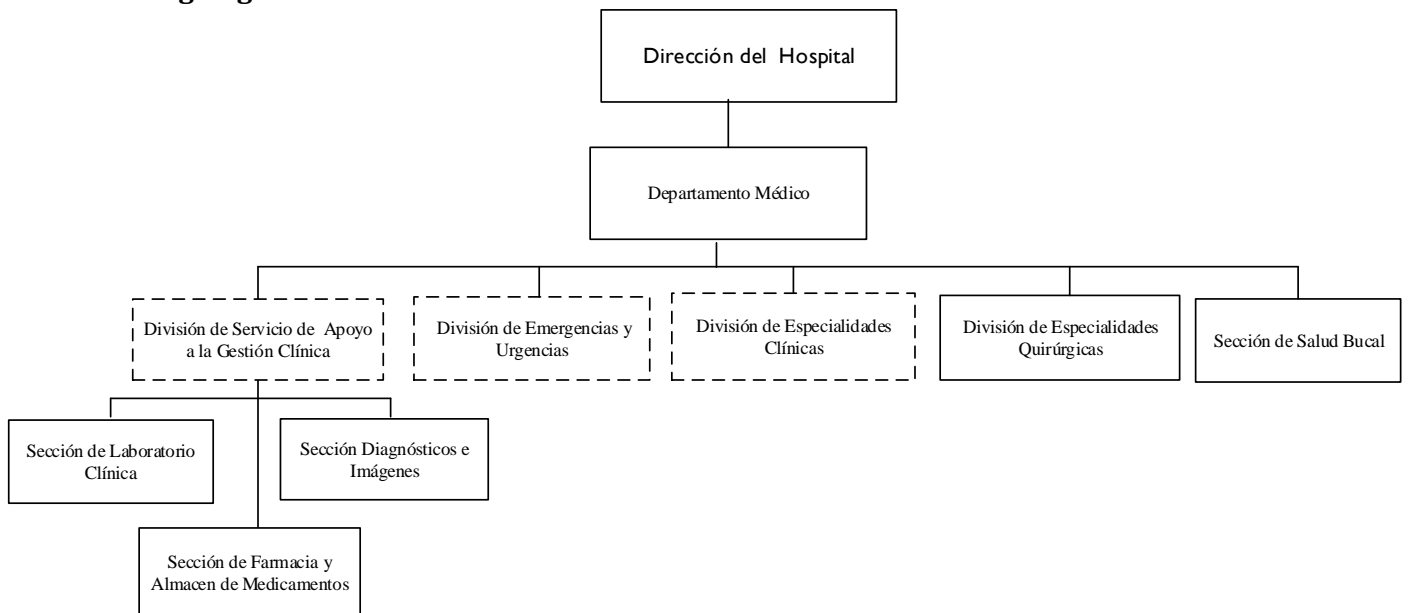 Dirección del Hospital
Departamento Médico
División de Servicio de Apoyo
a la Gestión Clínica
División de Emergencias y
Urgencias
División de Especialidades
Clínicas
División de Especialidades
Quirúrgicas
Sección de Salud Bucal
Sección de Laboratorio
Clínica
Sección Diagnósticos e
Imágenes
Sección de Farmacia y
Almacen de Medicamentos